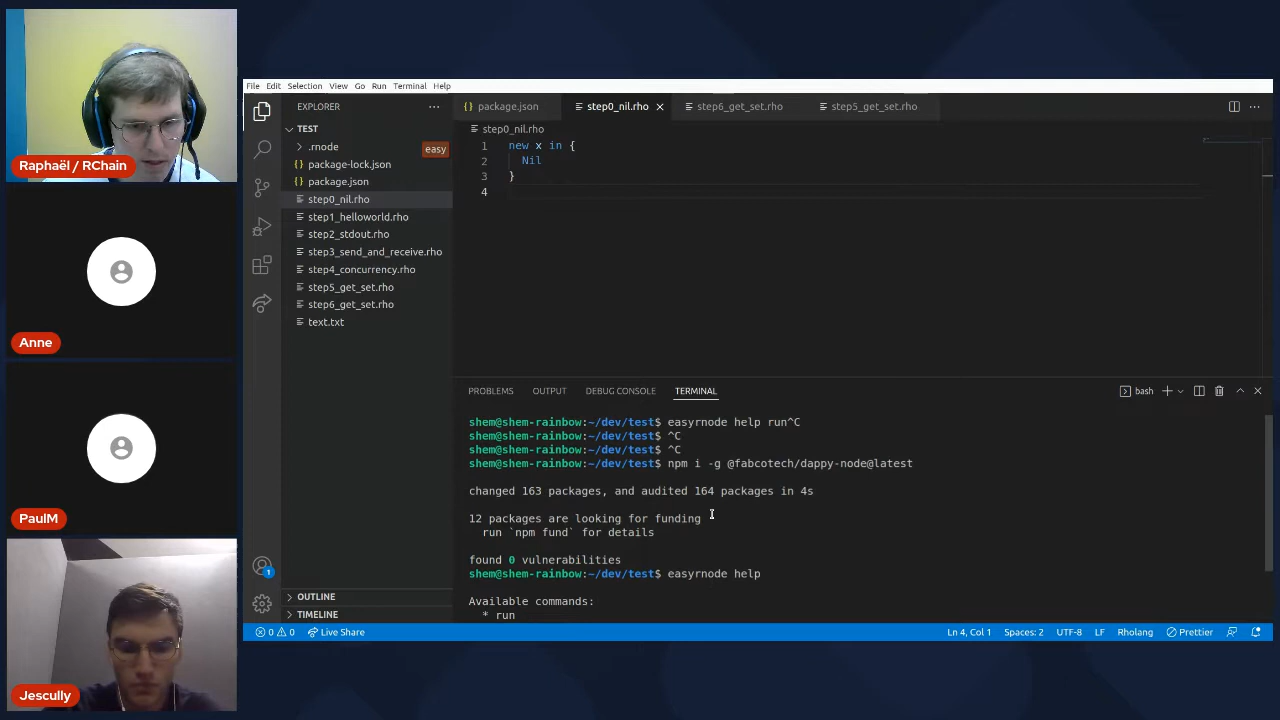 Raphaël / RChain
Anne
PaulM
Jescully
File Edit Selection View Go Run Terminal Help
EXPLORER
TEST
.rnode
easy
package-lock.json
package.json
step0_nil.rho
step1_helloworld.rho
step2_stdout.rho
step3_send_and_receive.rho
step4_concurrency.rho
step5_get_set.rho
step6_get_set.rho
text.txt
OUTLINE
TIMELINE
package.json step0_nil.rho step6_get_set.rho step5_get_set.rho
step0_nil.rho
1 new x in {
2 Nil
3 }
4
PROBLEMS OUTPUT DEBUG CONSOLE TERMINAL bash
shem@shem-rainbow:~/dev/test$ easyrnode help run^C
shem@shem-rainbow:~/dev/test$ ^C
shem@shem-rainbow:~/dev/test$ ^C
shem@shem-rainbow:~/dev/test$ npm i -g @fabcotech/dappy-node@latest
changed 163 packages, and audited 164 packages in 4s
12 packages are looking for funding
run `npm fund` for details
found 0 vulnerabilities
shem@shem-rainbow:~/dev/test$ easyrnode help
Available commands:
* run
1
0 0 Live Share Ln 4, Col 1 Spaces: 2 UTF-8 LF Rholang Prettier